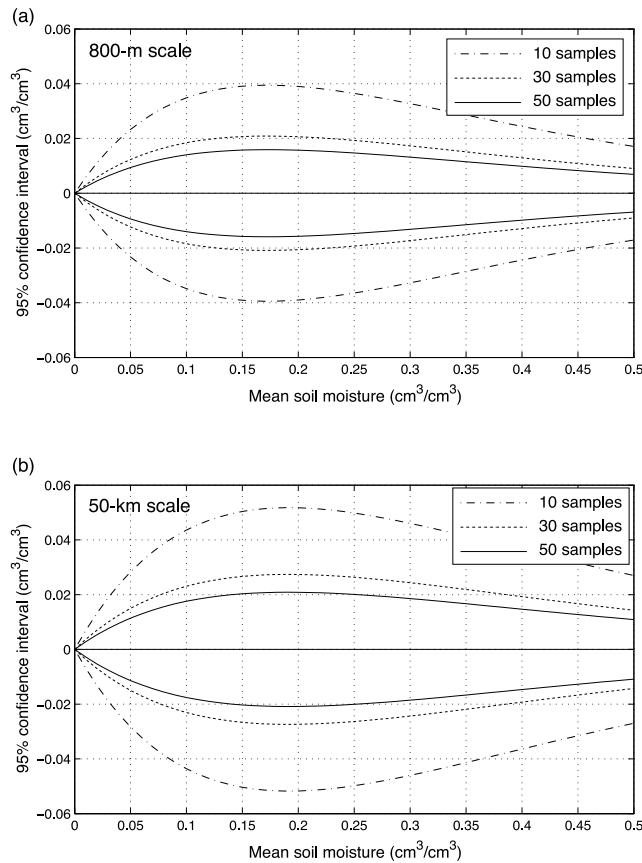 (a)
0.06
0.04
0.02
0
−0.02
−0.04
−0.06
95% confidence interval (cm³/cm³)
800-m scale
10 samples
30 samples
50 samples
0 0.05 0.1 0.15 0.2 0.25 0.3 0.35 0.4 0.45 0.5
Mean soil moisture (cm³/cm³)
(b)
0.06
0.04
0.02
0
−0.02
−0.04
−0.06
95% confidence interval (cm³/cm³)
50-km scale
10 samples
30 samples
50 samples
0 0.05 0.1 0.15 0.2 0.25 0.3 0.35 0.4 0.45 0.5
Mean soil moisture (cm³/cm³)